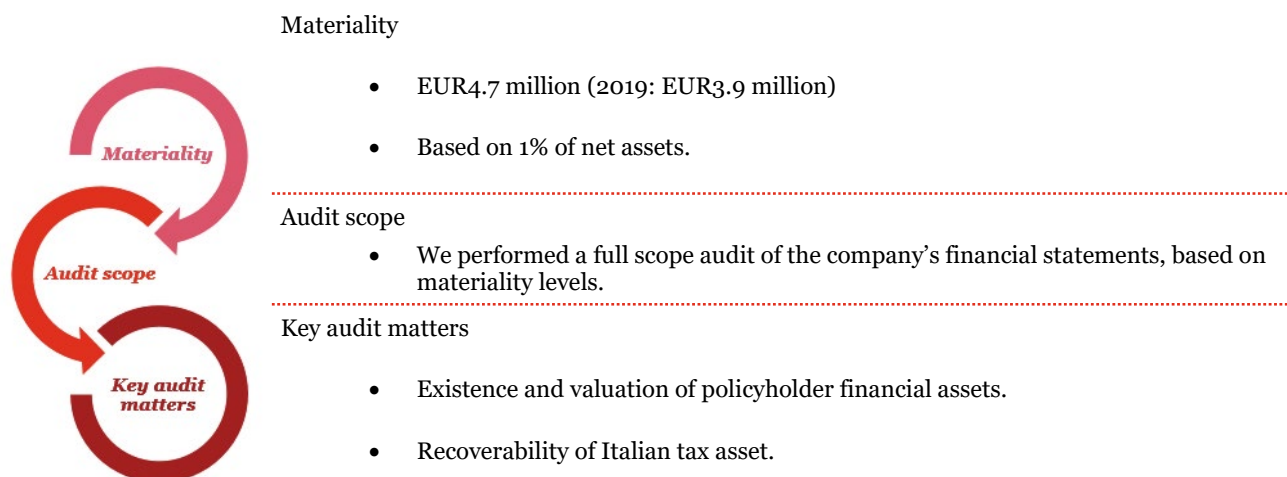 Materiality
• EUR4.7 million (2019: EUR3.9 million)
• Based on 1% of net assets.
Materiality
Audit scope
• We performed a full scope audit of the company’s financial statements, based on
materiality levels.
Audit scope
Key audit matters
• Existence and valuation of policyholder financial assets.
• Recoverability of Italian tax asset.
Key audit
matters